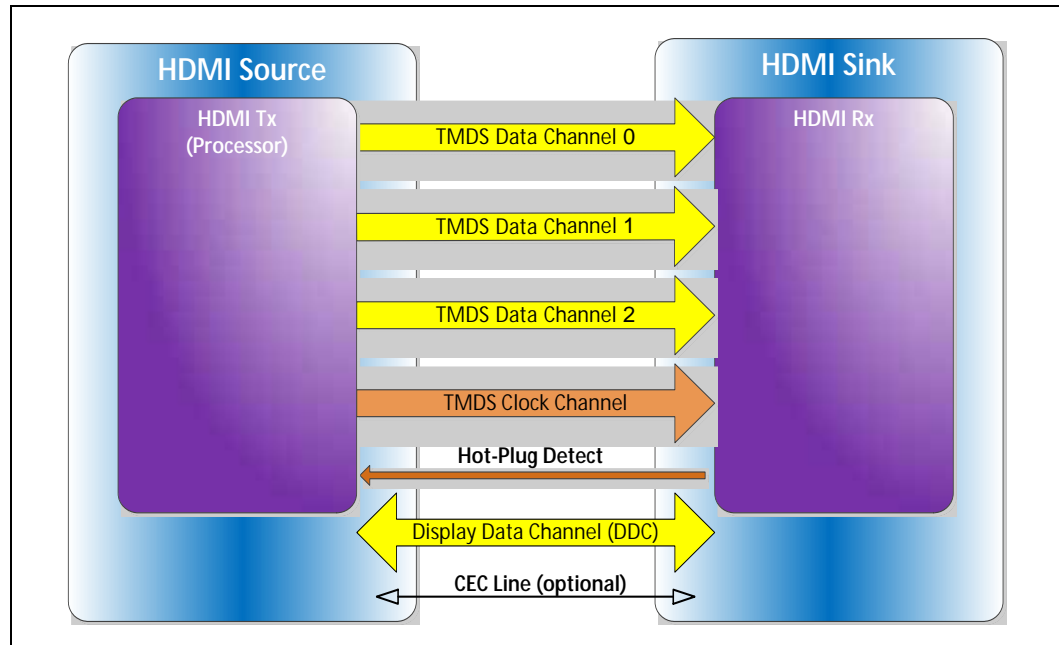 HDMI Source
HDMI Sink
HDMI Tx
(Processor)
HDMI Rx
TMDS Data Channel 0
TMDS Data Channel 1
TMDS Data Channel 2
TMDS Clock Channel
Hot-Plug Detect
Display Data Channel (DDC)
CEC Line (optional)